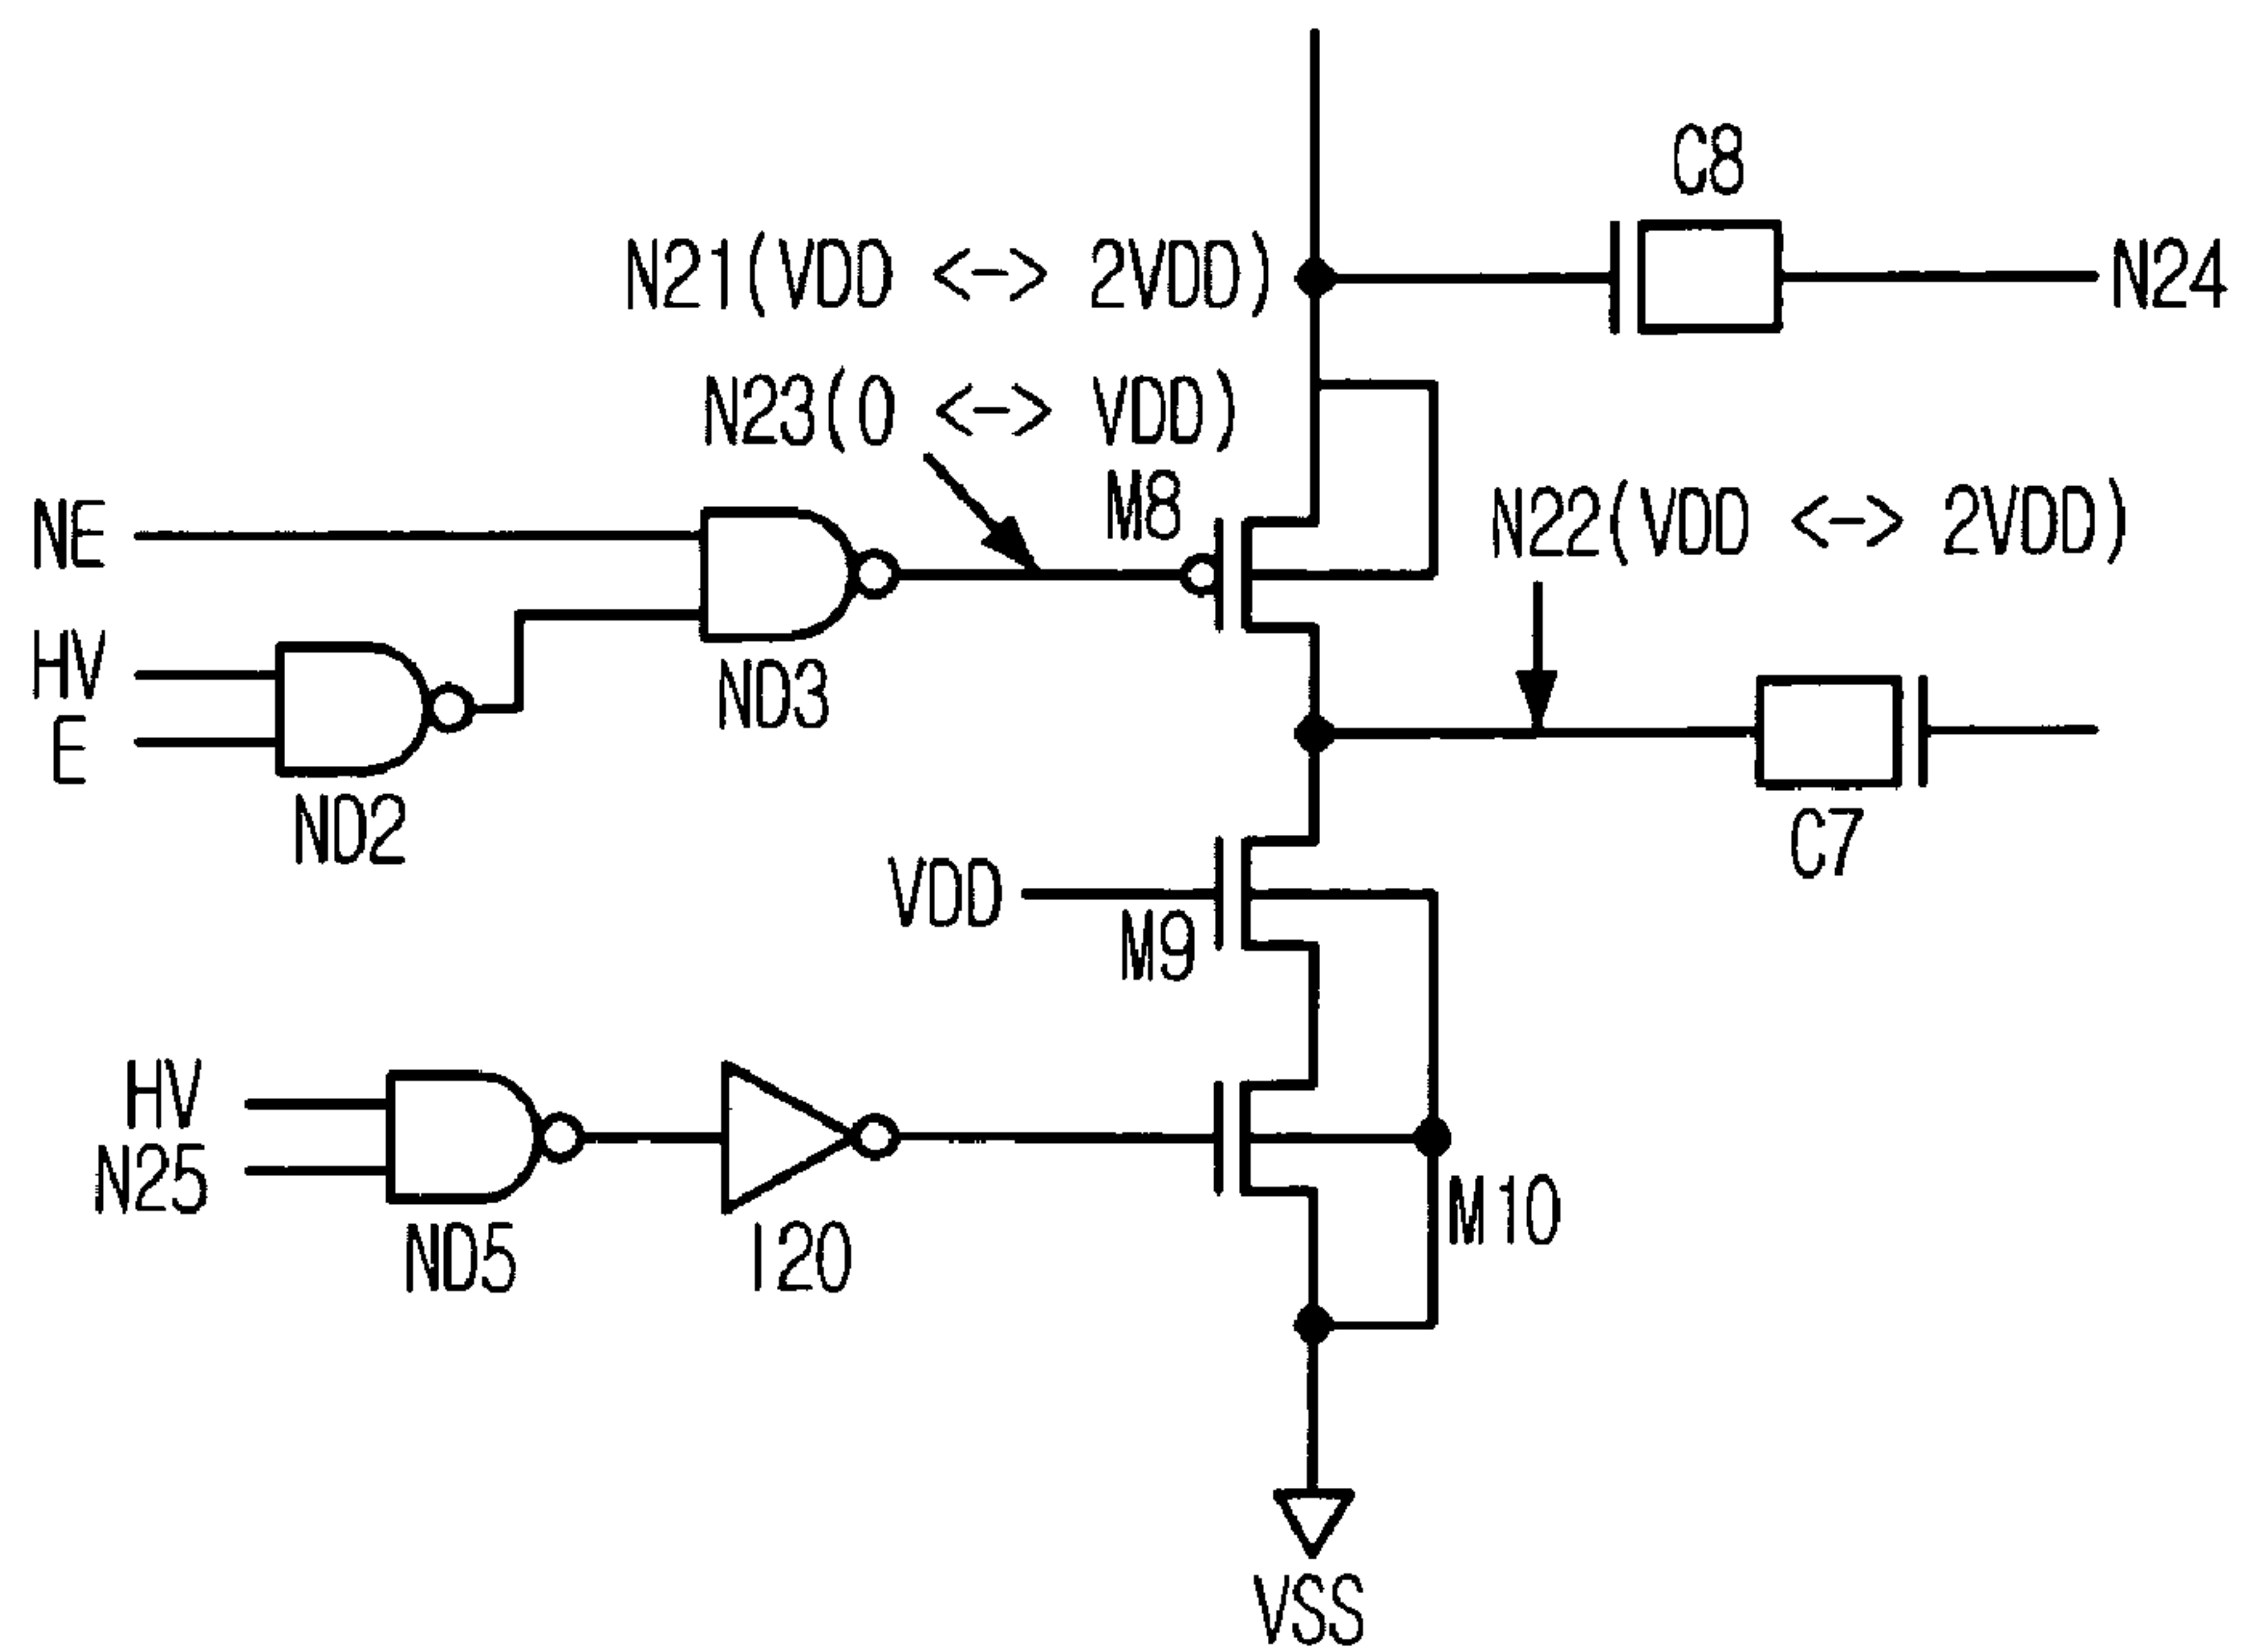 C8
N21(VDD <-> 2VDD)
N24
N23(0 <-> VDD)
M8
N22(VDD <-> 2VDD)
NE
HV
E
ND3
ND2
C7
VDD
M9
HV
N25
ND5
I20
M10
VSS